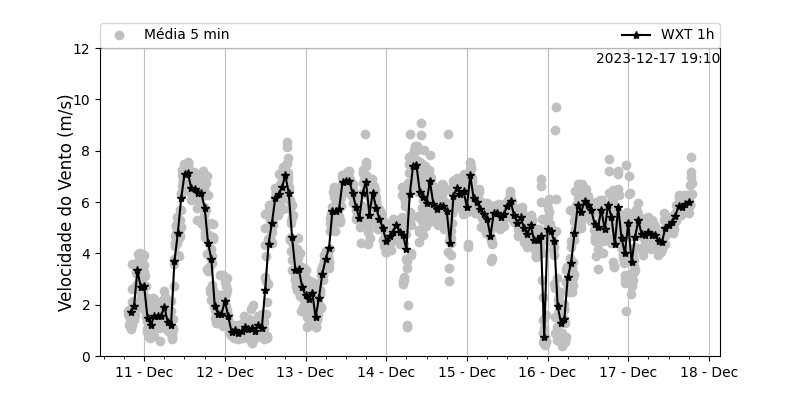 Média 5 min
WXT 1h
2023-12-17 19:10
Velocidade do Vento (m/s)
12
10
8
6
4
2
0
11 - Dec
12 - Dec
13 - Dec
14 - Dec
15 - Dec
16 - Dec
17 - Dec
18 - Dec